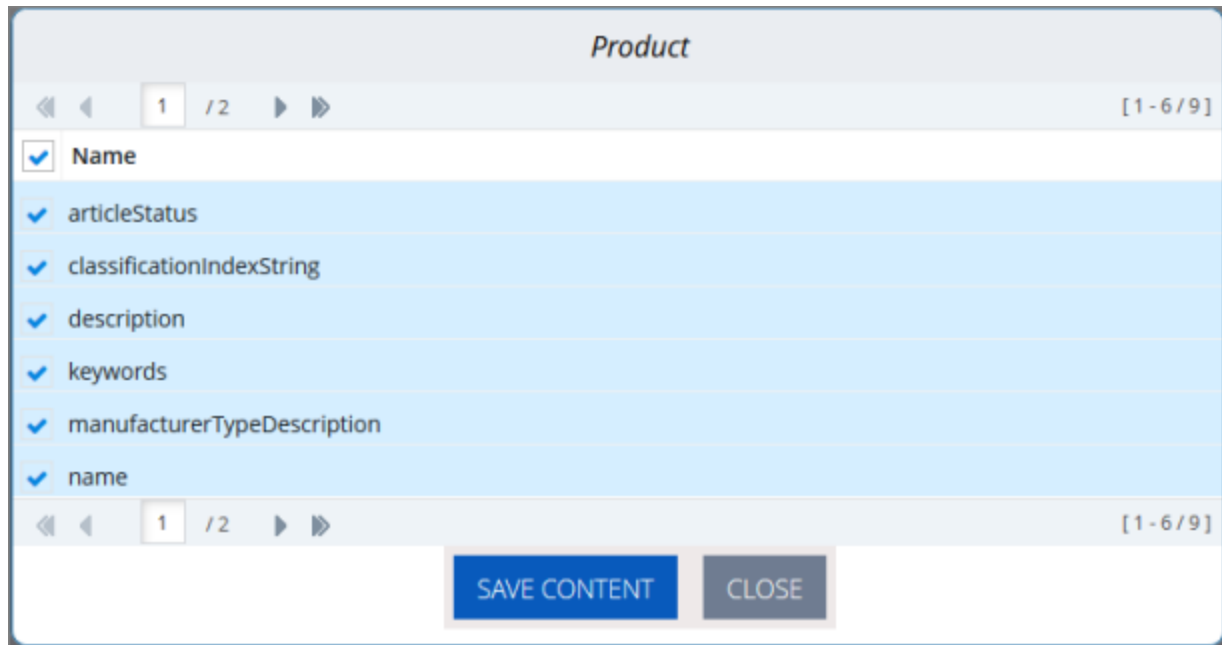 Product
1 / 2 [ 1 - 6 / 9 ]
Name
articleStatus
classificationIndexString
description
keywords
manufacturerTypeDescription
name
1 / 2 [ 1 - 6 / 9 ]
SAVE CONTENT CLOSE